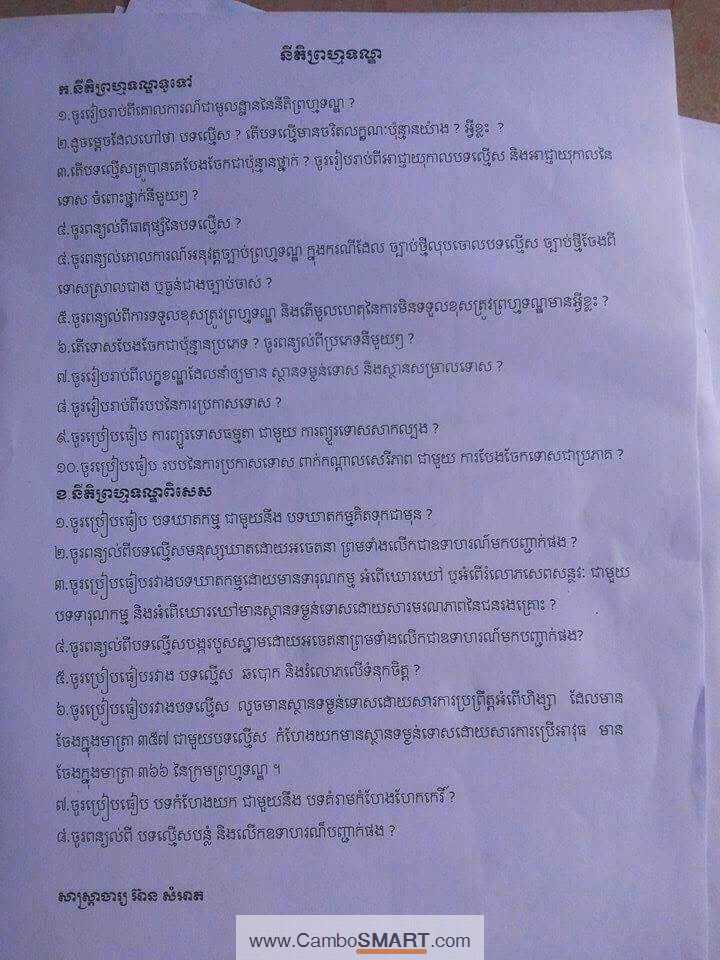 នីតិព្រហ្មទណ្ឌ
ក.នីតិព្រហ្មទណ្ឌទូទៅ
១.ចូររៀបរាប់ពីគោលការណ៍ជាមូលដ្ឋាននៃនីតិព្រហ្មទណ្ឌ ?
២.ដូចម្ដេចដែលហៅថា បទល្មើស ? តើបទល្មើមានចរិតលក្ខណៈប៉ុន្មានយ៉ាង ? អ្វីខ្លះ ?
៣.តើបទល្មើសត្រូបានគេបែងចែកជាប៉ុន្មានថ្នាក់ ? ចូររៀបរាប់ពីអាជ្ញាយុកាលបទល្មើស និងអាជ្ញាយុកាលនៃ
ទោស ចំពោះថ្នាក់នីមួយៗ ?
៤.ចូរពន្យល់ពីធាតុផ្សំនៃបទល្មើស ?
៤.ចូរពន្យល់គោលការណ៍អនុវត្តច្បាប់ព្រហ្មទណ្ឌ ក្នុងករណីដែល ច្បាប់ថ្មីលុបចោលបទល្មើស ច្បាប់ថ្មីចែងពី
ទោសស្រាលជាង ឬធ្ងន់ជាងច្បាប់ចាស់ ?
៥.ចូរពន្យល់ពីការទទួលខុសត្រូវព្រហ្មទណ្ឌ និងតើមូលហេតុនៃការមិនទទួលខុសត្រូវព្រហ្មទណ្ឌមានអ្វីខ្លះ ?
៦.តើទោសបែងចែកជាប៉ុន្មានប្រភេទ ? ចូរពន្យល់ពីប្រភេទនីមួយៗ ?
៧.ចូររៀបរាប់ពីលក្ខខណ្ឌដែលនាំឲ្យមាន ស្ថានទម្ងន់ទោស និងស្ថានសម្រាលទោស ?
៨.ចូររៀបរាប់ពីរបបនៃការប្រកាសទោស ?
៩.ចូរប្រៀបធៀប ការព្យួរទោសធម្មតា ជាមួយ ការព្យួរទោសសាកល្បង ?
១០.ចូរប្រៀបធៀប របបនៃការប្រកាសទោស ពាក់កណ្ដាលសេរីភាព ជាមួយ ការបែងចែកទោសជាប្រភាគ ?
ខ.នីតិព្រហ្មទណ្ឌពិសេស
១.ចូរប្រៀបធៀប បទឃាតកម្ម ជាមួយនឹង បទឃាតកម្មគិតទុកជាមុន ?
២.ចូរពន្យល់ពីបទល្មើសមនុស្សឃាតដោយអចេតនា ព្រមទាំងលើកជាឧទាហរណ៍មកបញ្ជាក់ផង ?
៣.ចូរប្រៀបធៀបរវាងបទឃាតកម្មដោយមានទារុណកម្ម អំពើឃោរឃៅ ឬអំពើរំលោភសេពសន្ថវៈ ជាមួយ
បទទារុណកម្ម និងអំពើឃោរឃៅមានស្ថានទម្ងន់ទោសដោយសារមរណភាពនៃជនរងគ្រោះ ?
៤.ចូរពន្យល់ពីបទល្មើសបង្ករបួសស្នាមដោយអចេតនាព្រមទាំងលើកជាឧទាហរណ៍មកបញ្ជាក់ផង?
៥.ចូរប្រៀបធៀបរវាង បទល្មើស ឆបោក និងរំលោភលើទំនុកចិត្ត ?
៦.ចូរប្រៀបធៀបរវាងបទល្មើស លួចមានស្ថានទម្ងន់ទោសដោយសារការប្រព្រឹត្តអំពើហិង្សា ដែលមាន
ចែងក្នុងមាត្រា ៣៥៧ ជាមួយបទល្មើស កំហែងយកមានស្ថានទម្ងន់ទោសដោយសារការប្រើអាវុធ មាន
ចែងក្នុងមាត្រា ៣៦៦ នៃក្រមព្រហ្មទណ្ឌ ។
៧.ចូរប្រៀបធៀប បទកំហែងយក ជាមួយនឹង បទគំរាមកំហែងហែកកេរ្តិ៍ ?
៨.ចូរពន្យល់ពី បទល្មើសបន្លំ និងលើកឧទាហរណ៍បញ្ជាក់ផង ?
សាស្ត្រាចារ្យ អ៊ាន សំអាត
www.CamboSMART.com